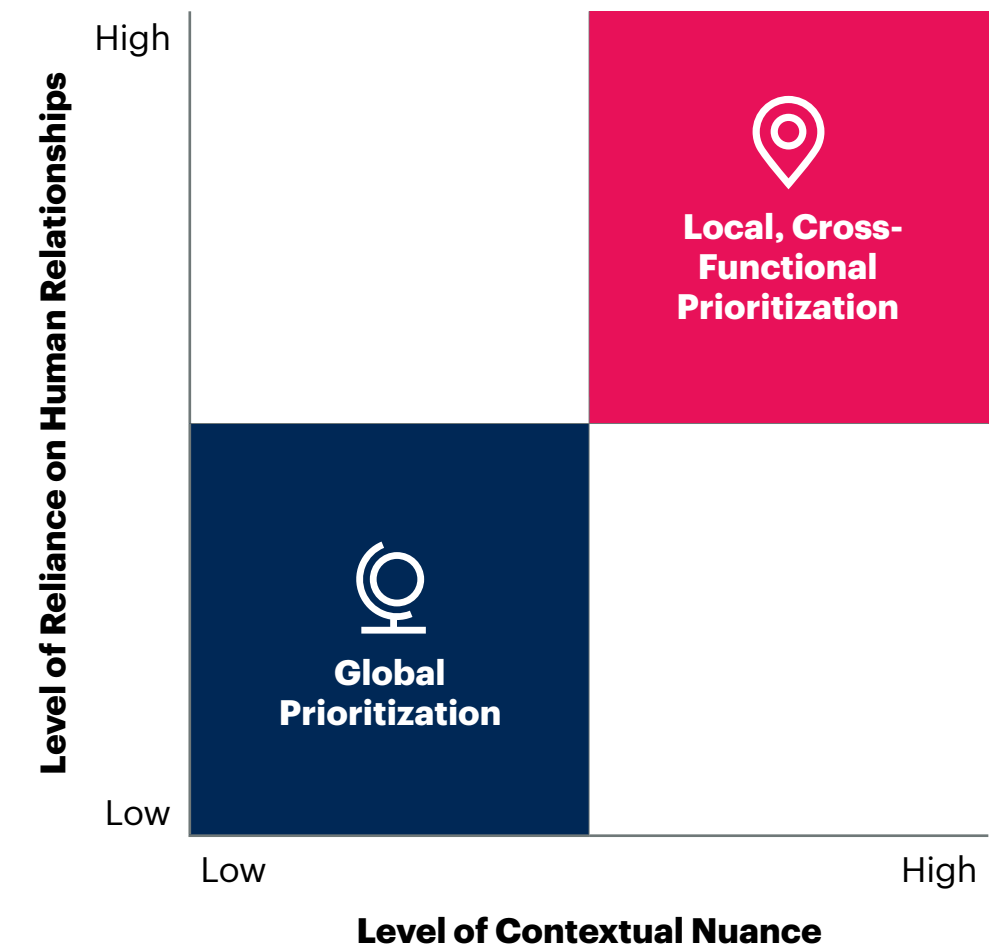 High
Level of Reliance on Human Relationships
Local, Cross-
Functional
Prioritization
Global
Prioritization
Low
Low
High
Level of Contextual Nuance